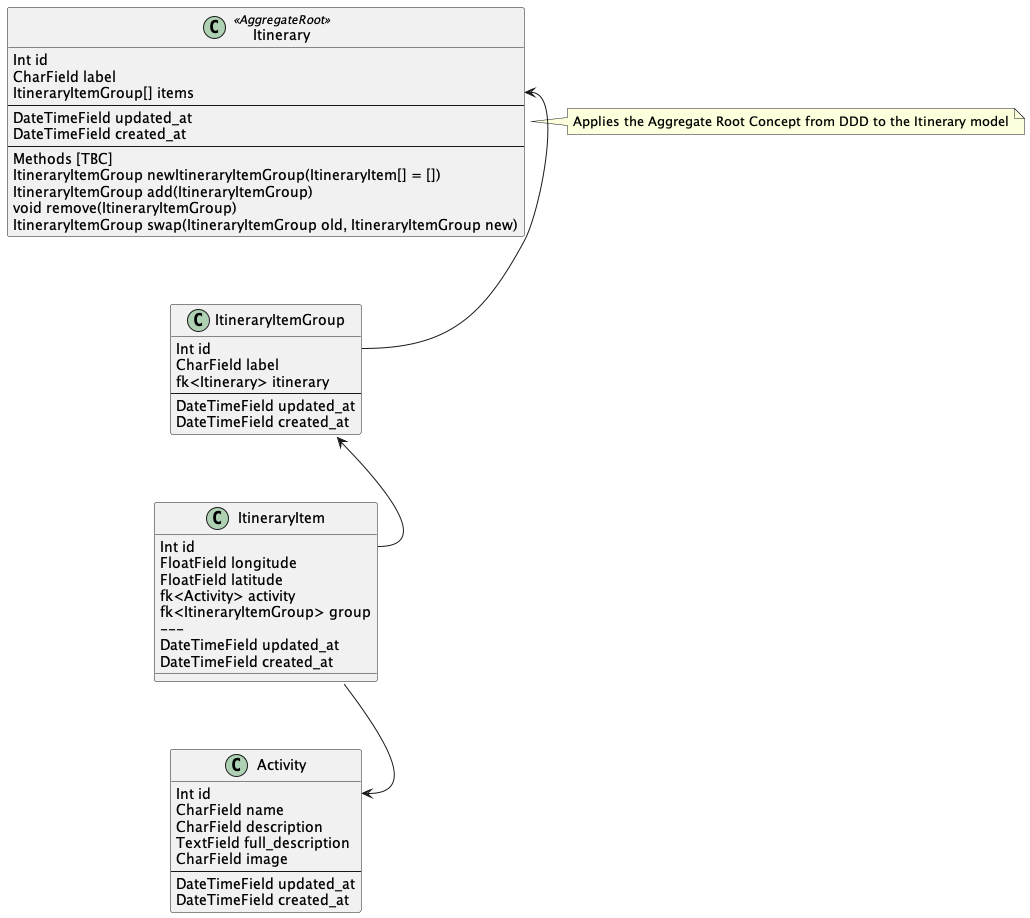 «AggregateRoot»
C Itinerary
Int id
CharField label
ItineraryItemGroup[] items
DateTimeField updated_at
DateTimeField created_at
Methods [TBC]
ItineraryItemGroup newItineraryItemGroup(ItineraryItem[] = [])
ItineraryItemGroup add(ItineraryItemGroup)
void remove(ItineraryItemGroup)
ItineraryItemGroup swap(ItineraryItemGroup old, ItineraryItemGroup new)
Applies the Aggregate Root Concept from DDD to the Itinerary model
C ItineraryItemGroup
Int id
CharField label
fk<Itinerary> itinerary
DateTimeField updated_at
DateTimeField created_at
C ItineraryItem
Int id
FloatField longitude
FloatField latitude
fk<Activity> activity
fk<ItineraryItemGroup> group
---
DateTimeField updated_at
DateTimeField created_at
C Activity
Int id
CharField name
CharField description
TextField full_description
CharField image
DateTimeField updated_at
DateTimeField created_at